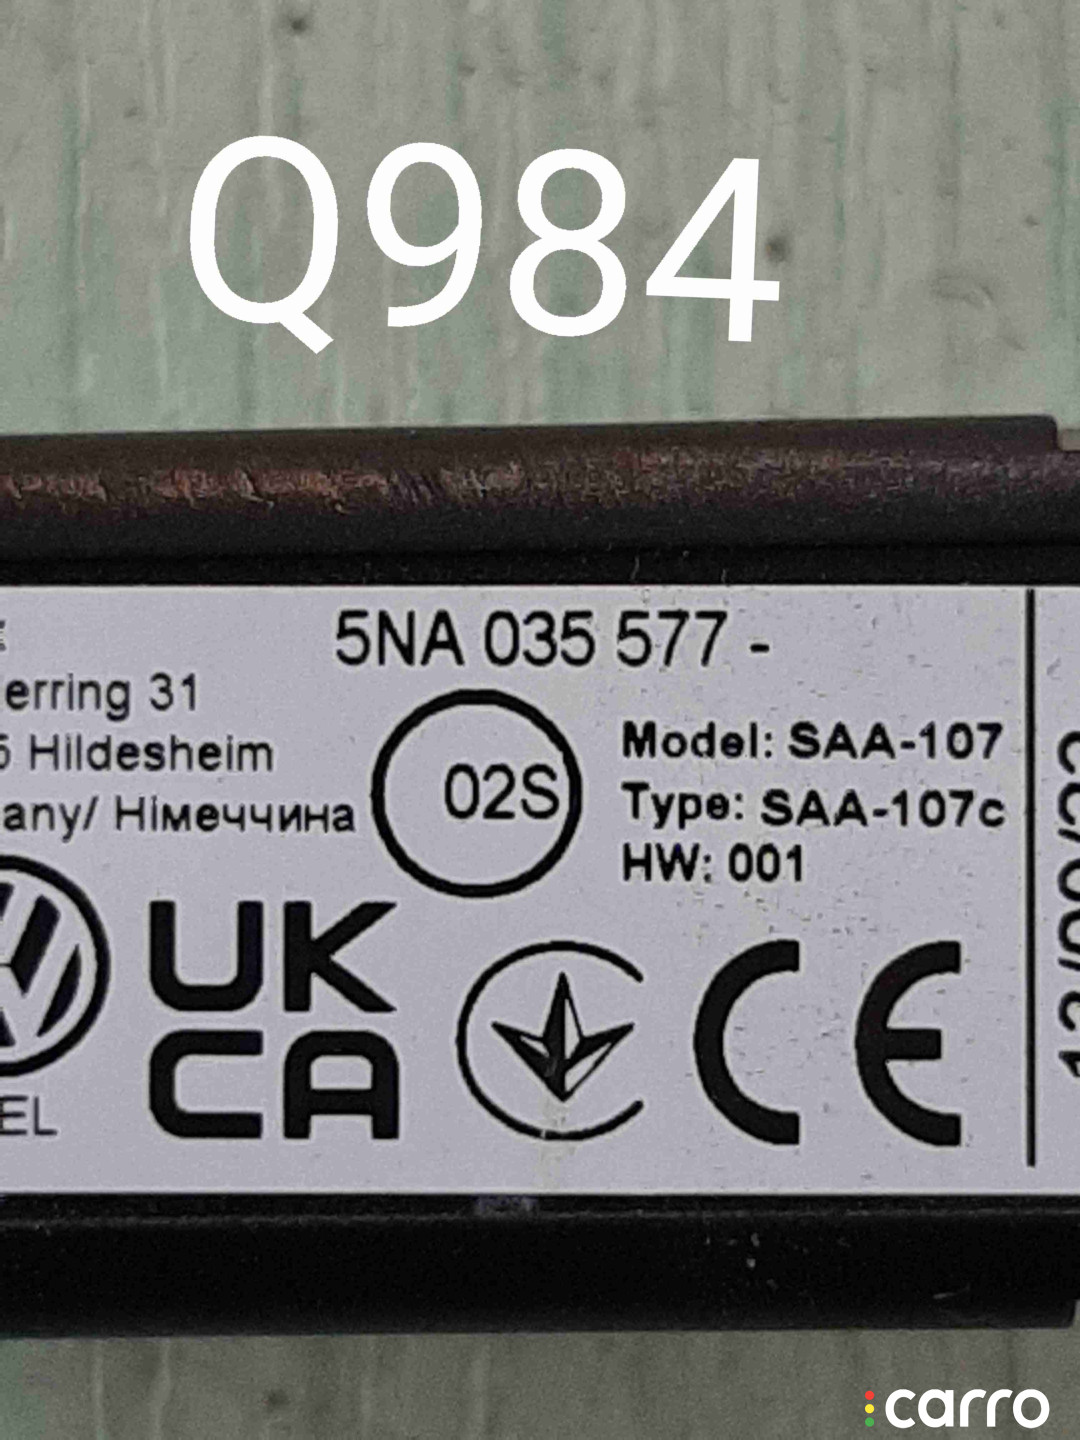 Q984
5NA 035 577 -
erring 31
Hildesheim
any/ Німеччина
02S
Model: SAA-107
Type: SAA-107c
HW: 001
UK
CA
CE
EL
carro